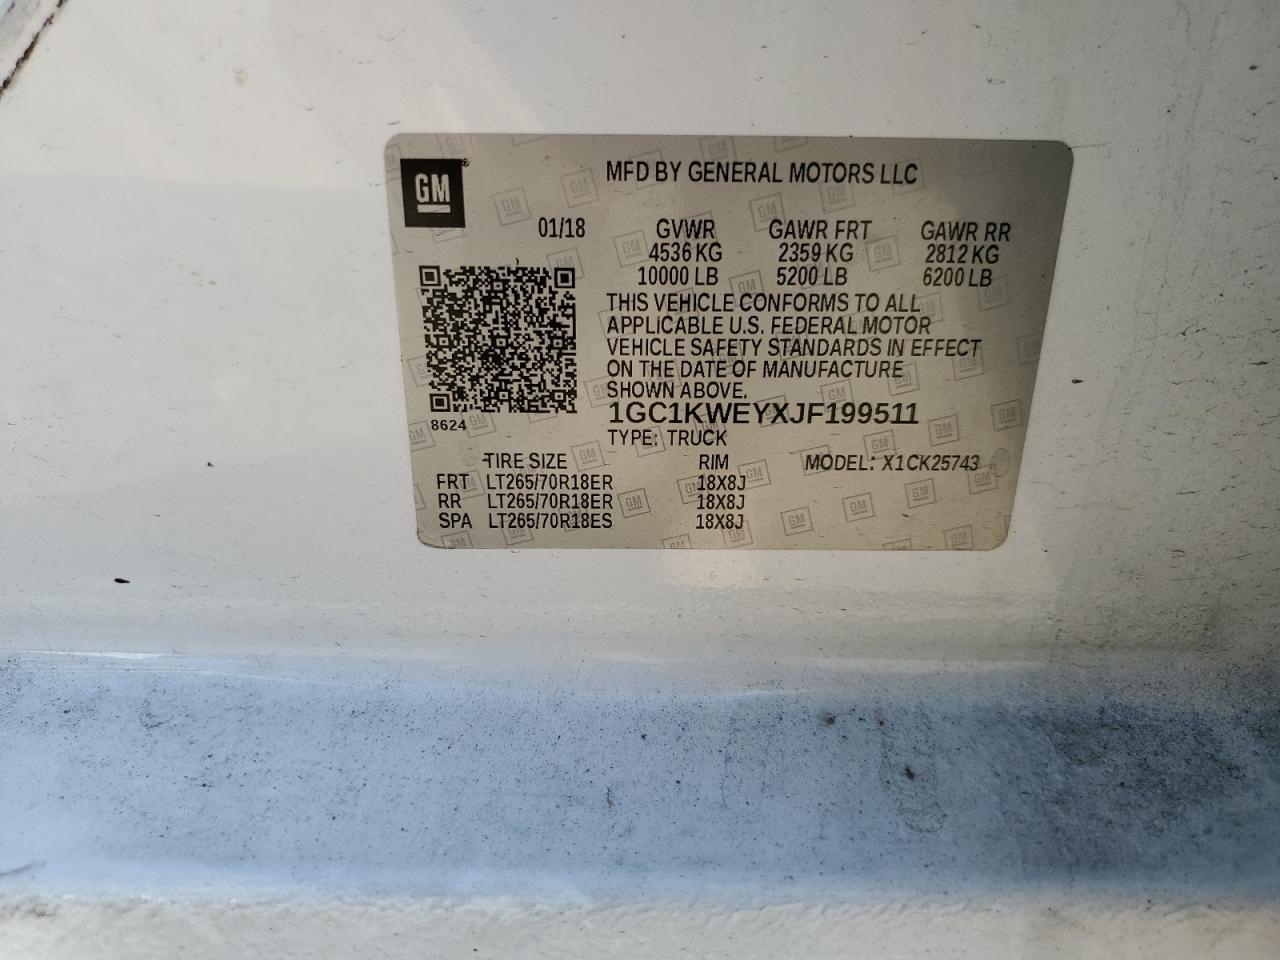 GM®
MFD BY GENERAL MOTORS LLC
01/18 GVWR GAWR FRT GAWR RR
4536 KG 2359 KG 2812 KG
10000 LB 5200 LB 6200 LB
THIS VEHICLE CONFORMS TO ALL
APPLICABLE U.S. FEDERAL MOTOR
VEHICLE SAFETY STANDARDS IN EFFECT
ON THE DATE OF MANUFACTURE
SHOWN ABOVE.
8624
1GC1KWEYXJF199511
TYPE: TRUCK
TIRE SIZE RIM MODEL: X1CK25743
FRT LT265/70R18ER 18X8J
RR LT265/70R18ER 18X8J
SPA LT265/70R18ES 18X8J